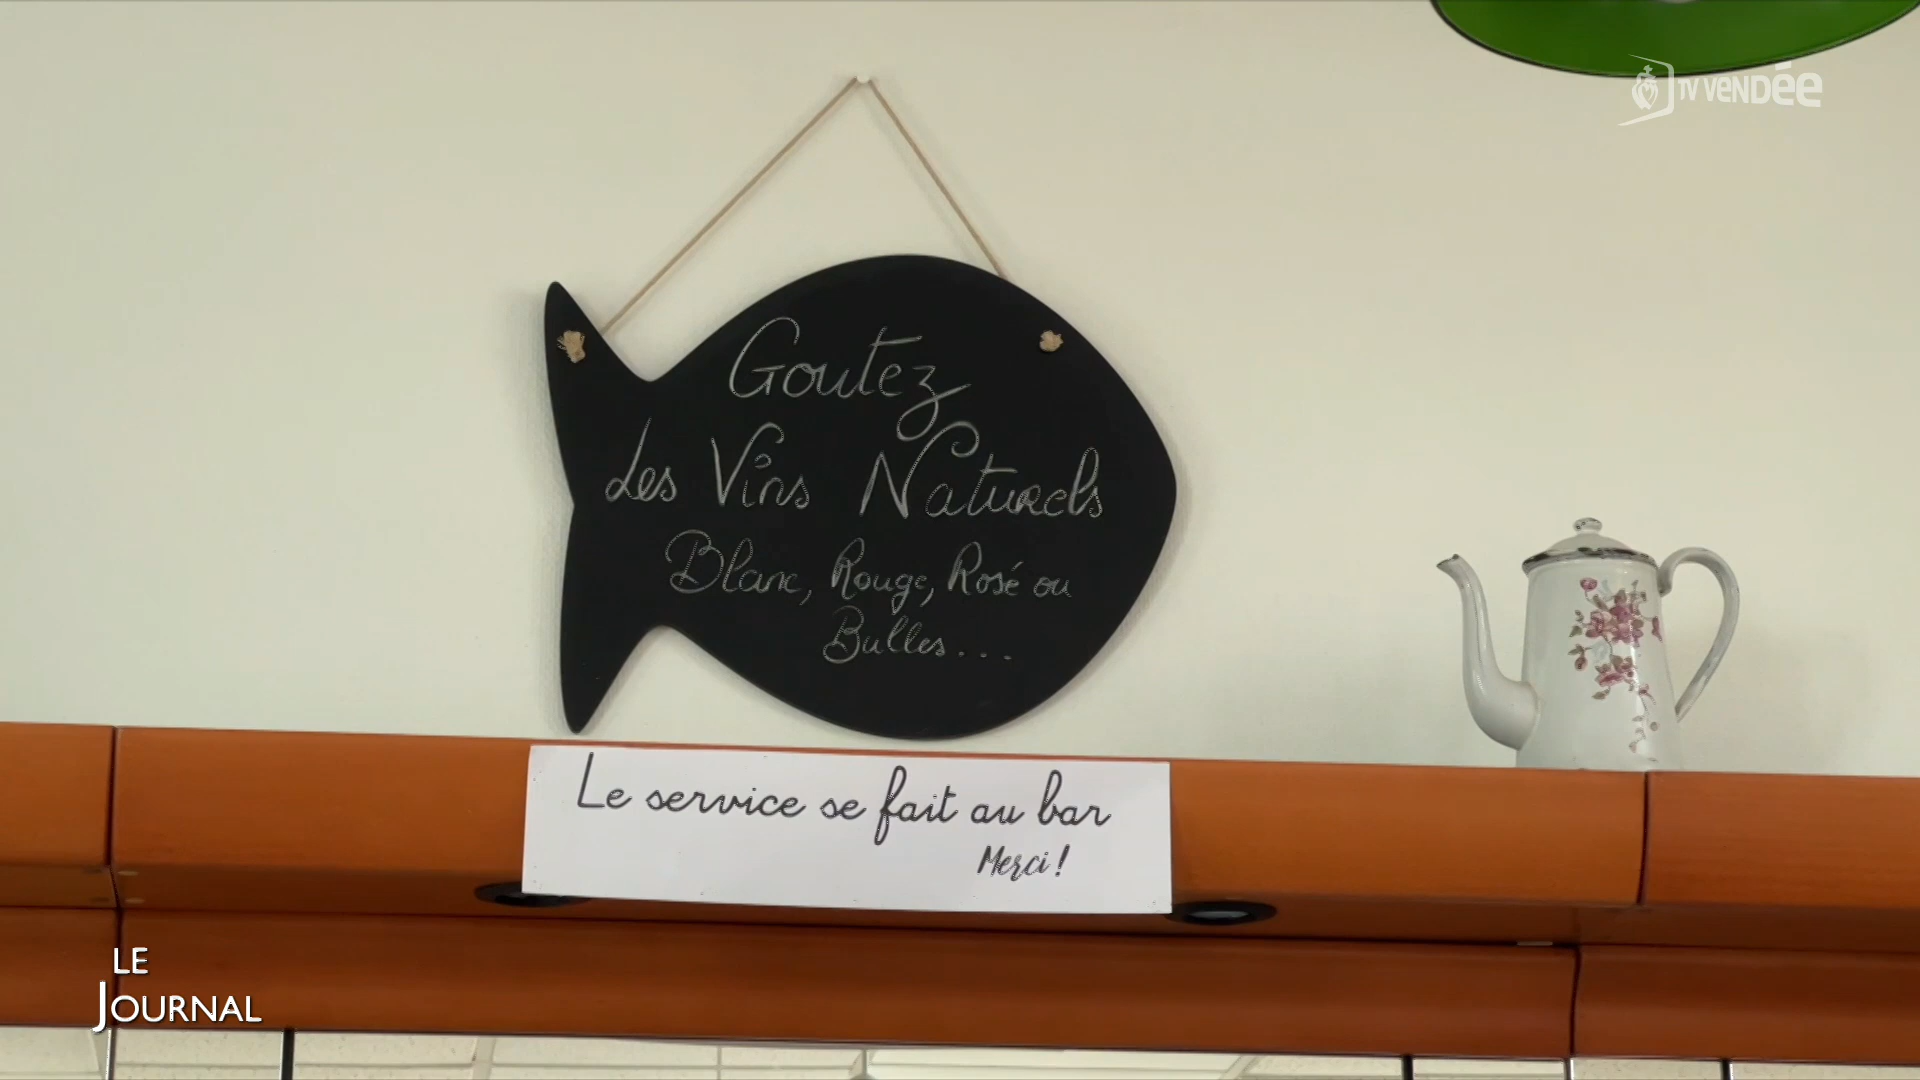 TV VENDÉE
Goutez
Les Vins Naturels
Blanc, Rouge, Rosé ou
Bulles...
Le service se fait au bar
Merci !
LE
JOURNAL